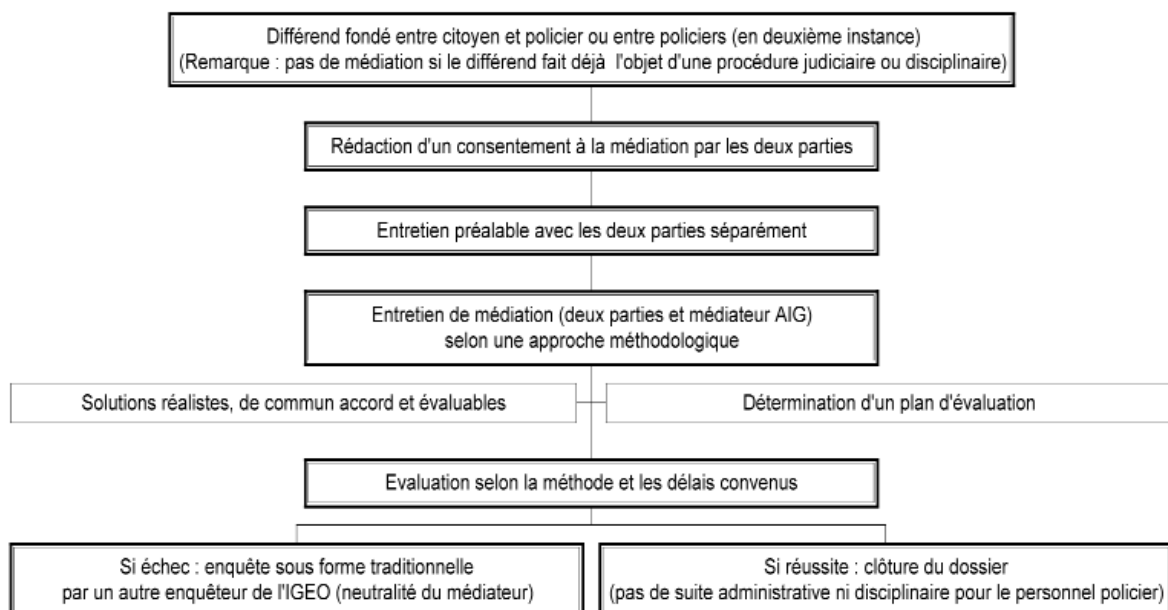 Différend fondé entre citoyen et policier ou entre policiers (en deuxième instance)
(Remarque : pas de médiation si le différend fait déjà l'objet d'une procédure judiciaire ou disciplinaire)
Rédaction d'un consentement à la médiation par les deux parties
Entretien préalable avec les deux parties séparément
Entretien de médiation (deux parties et médiateur AIG)
selon une approche méthodologique
Solutions réalistes, de commun accord et évaluables
Détermination d'un plan d'évaluation
Evaluation selon la méthode et les délais convenus
Si échec : enquête sous forme traditionnelle
par un autre enquêteur de l'IGEO (neutralité du médiateur)
Si réussite : clôture du dossier
(pas de suite administrative ni disciplinaire pour le personnel policier)